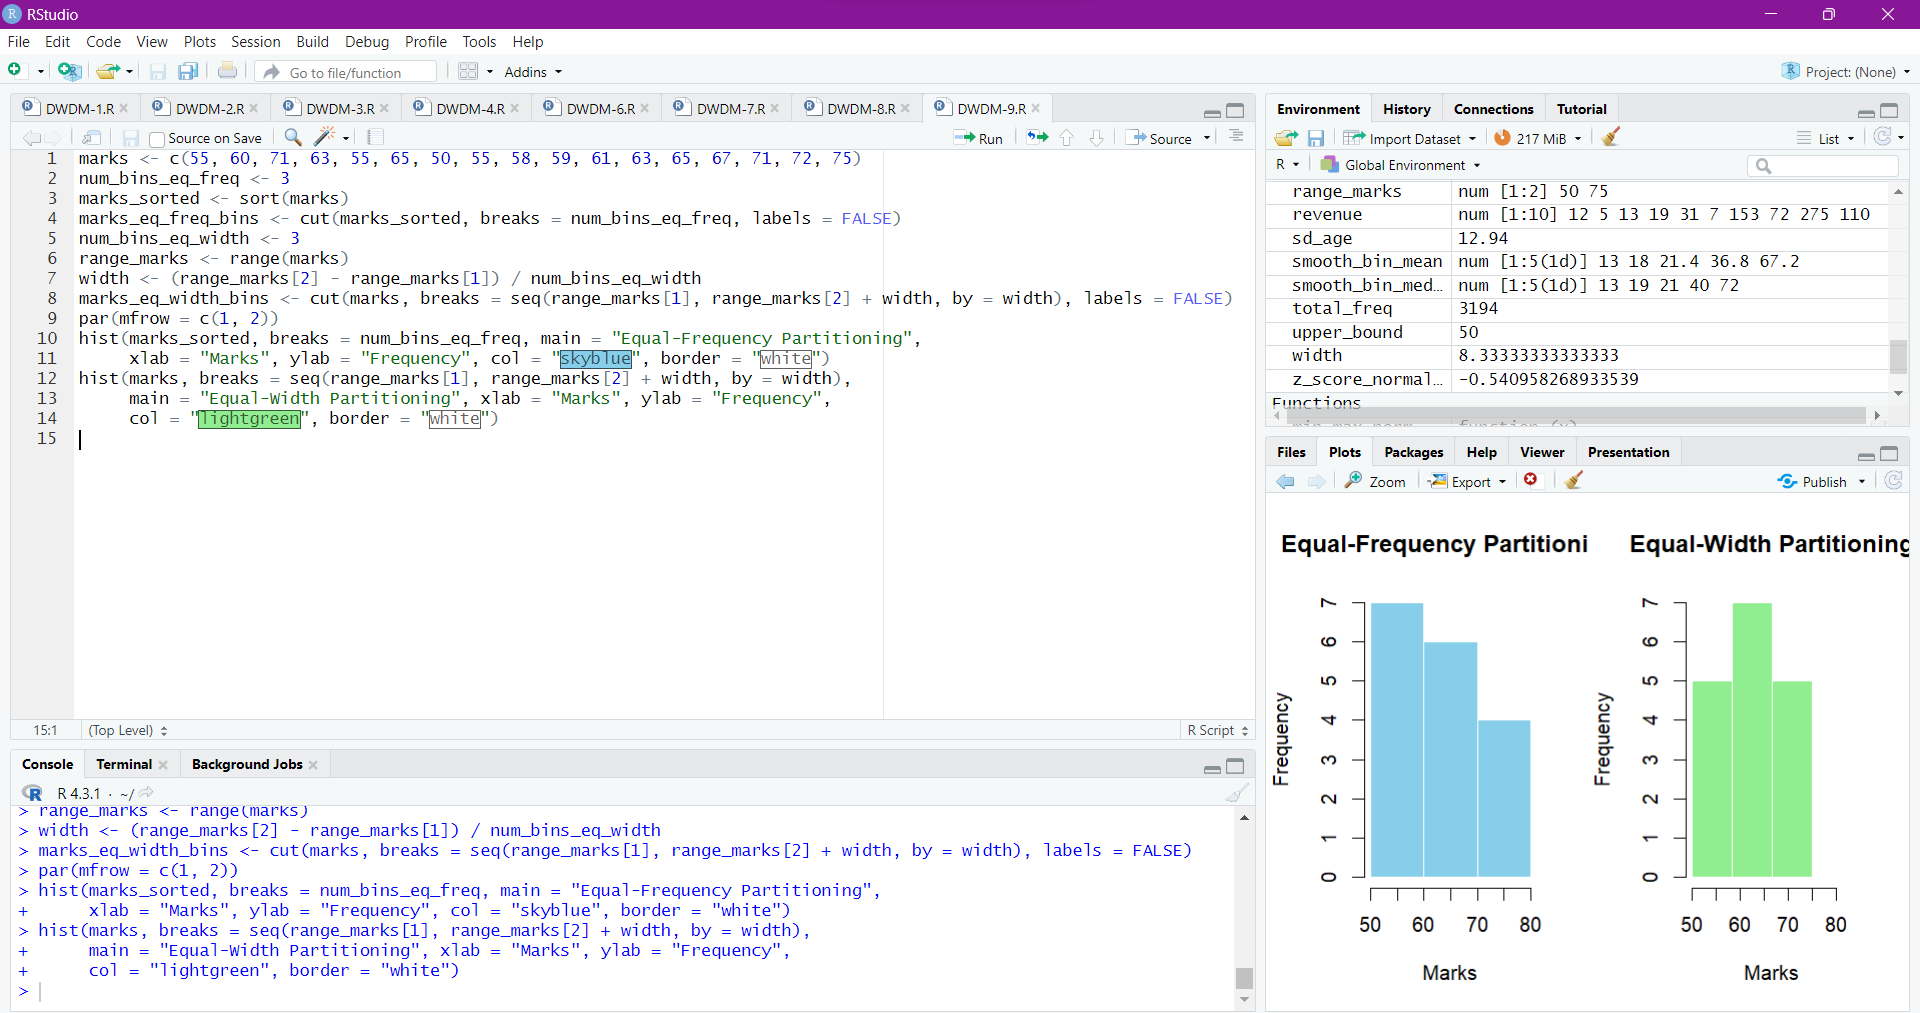 RStudio
File Edit Code View Plots Session Build Debug Profile Tools Help
Go to file/function Addins Project: (None)
DWDM-1.R DWDM-2.R DWDM-3.R DWDM-4.R DWDM-6.R DWDM-7.R DWDM-8.R DWDM-9.R
Source on Save Run Source
1 marks <- c(55, 60, 71, 63, 55, 65, 50, 55, 58, 59, 61, 63, 65, 67, 71, 72, 75)
2 num_bins_eq_freq <- 3
3 marks_sorted <- sort(marks)
4 marks_eq_freq_bins <- cut(marks_sorted, breaks = num_bins_eq_freq, labels = FALSE)
5 num_bins_eq_width <- 3
6 range_marks <- range(marks)
7 width <- (range_marks[2] - range_marks[1]) / num_bins_eq_width
8 marks_eq_width_bins <- cut(marks, breaks = seq(range_marks[1], range_marks[2] + width, by = width), labels = FALSE)
9 par(mfrow = c(1, 2))
10 hist(marks_sorted, breaks = num_bins_eq_freq, main = "Equal-Frequency Partitioning",
11 xlab = "Marks", ylab = "Frequency", col = "skyblue", border = "white")
12 hist(marks, breaks = seq(range_marks[1], range_marks[2] + width, by = width),
13 main = "Equal-Width Partitioning", xlab = "Marks", ylab = "Frequency",
14 col = "lightgreen", border = "white")
15
15:1 (Top Level) R Script
Console Terminal Background Jobs
R 4.3.1 · ~/
> range_marks <- range(marks)
> width <- (range_marks[2] - range_marks[1]) / num_bins_eq_width
> marks_eq_width_bins <- cut(marks, breaks = seq(range_marks[1], range_marks[2] + width, by = width), labels = FALSE)
> par(mfrow = c(1, 2))
> hist(marks_sorted, breaks = num_bins_eq_freq, main = "Equal-Frequency Partitioning",
+ xlab = "Marks", ylab = "Frequency", col = "skyblue", border = "white")
> hist(marks, breaks = seq(range_marks[1], range_marks[2] + width, by = width),
+ main = "Equal-Width Partitioning", xlab = "Marks", ylab = "Frequency",
+ col = "lightgreen", border = "white")
>
Environment History Connections Tutorial
Import Dataset 217 MiB List
R Global Environment
range_marks num [1:2] 50 75
revenue num [1:10] 12 5 13 19 31 7 153 72 275 110
sd_age 12.94
smooth_bin_mean num [1:5(1d)] 13 18 21.4 36.8 67.2
smooth_bin_med… num [1:5(1d)] 13 19 21 40 72
total_freq 3194
upper_bound 50
width 8.33333333333333
z_score_normal… -0.540958268933539
Functions
Files Plots Packages Help Viewer Presentation
Zoom Export Publish
Equal-Frequency Partitioni
Frequency
7
6
5
4
3
2
1
0
50 60 70 80
Marks
Equal-Width Partitioning
Frequency
7
6
5
4
3
2
1
0
50 60 70 80
Marks